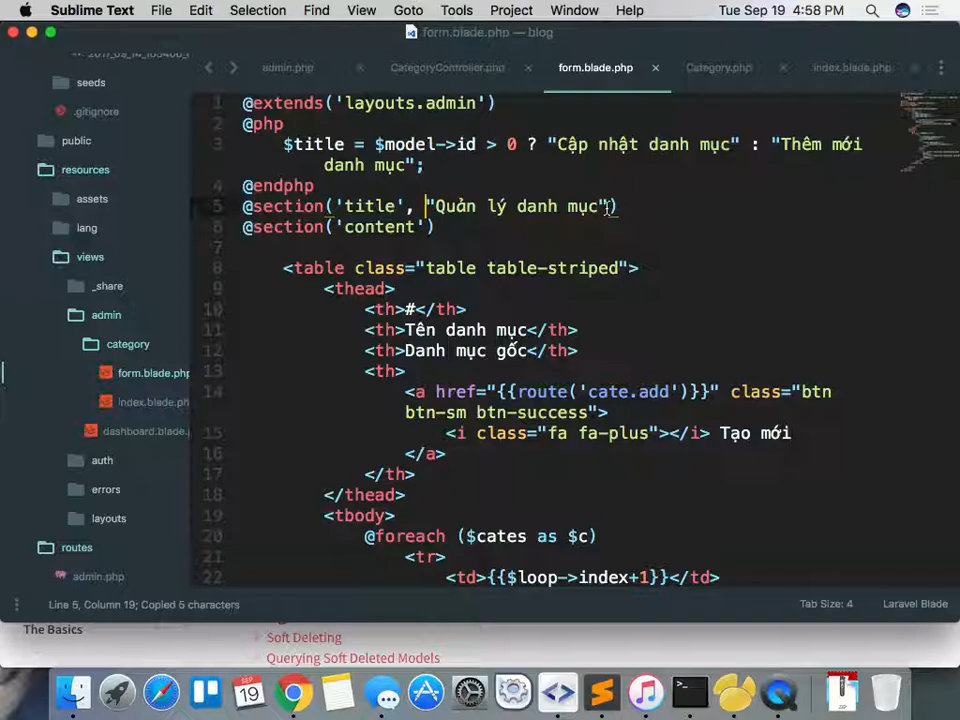 Sublime Text File Edit Selection Find Goto Tools Project Window Help Tue Sep 19 4:58 PM
form.blade.php — blog
admin.php CategoryController.php form.blade.php Category.php index.blade.php
seeds
.gitignore
public
resources
assets
lang
views
_share
admin
category
form.blade.php
index.blade.ph
dashboard.blade.
auth
errors
layouts
routes
admin.php
1 @extends('layouts.admin')
2 @php
3 $title = $model->id > 0 ? "Cập nhật danh mục" : "Thêm mới
danh mục";
4 @endphp
5 @section('title', "Quản lý danh mục")
6 @section('content')
7
8 <table class="table table-striped">
9 <thead>
10 <th>#</th>
11 <th>Tên danh mục</th>
12 <th>Danh mục gốc</th>
13 <th>
14 <a href="{{route('cate.add')}}" class="btn
btn-sm btn-success">
15 <i class="fa fa-plus"></i> Tạo mới
16 </a>
17 </th>
18 </thead>
19 <tbody>
20 @foreach ($cates as $c)
21 <tr>
22 <td>{{$loop->index+1}}</td>
Line 5, Column 19; Copied 5 characters Tab Size: 4 Laravel Blade
The Basics
Soft Deleting
Querying Soft Deleted Models